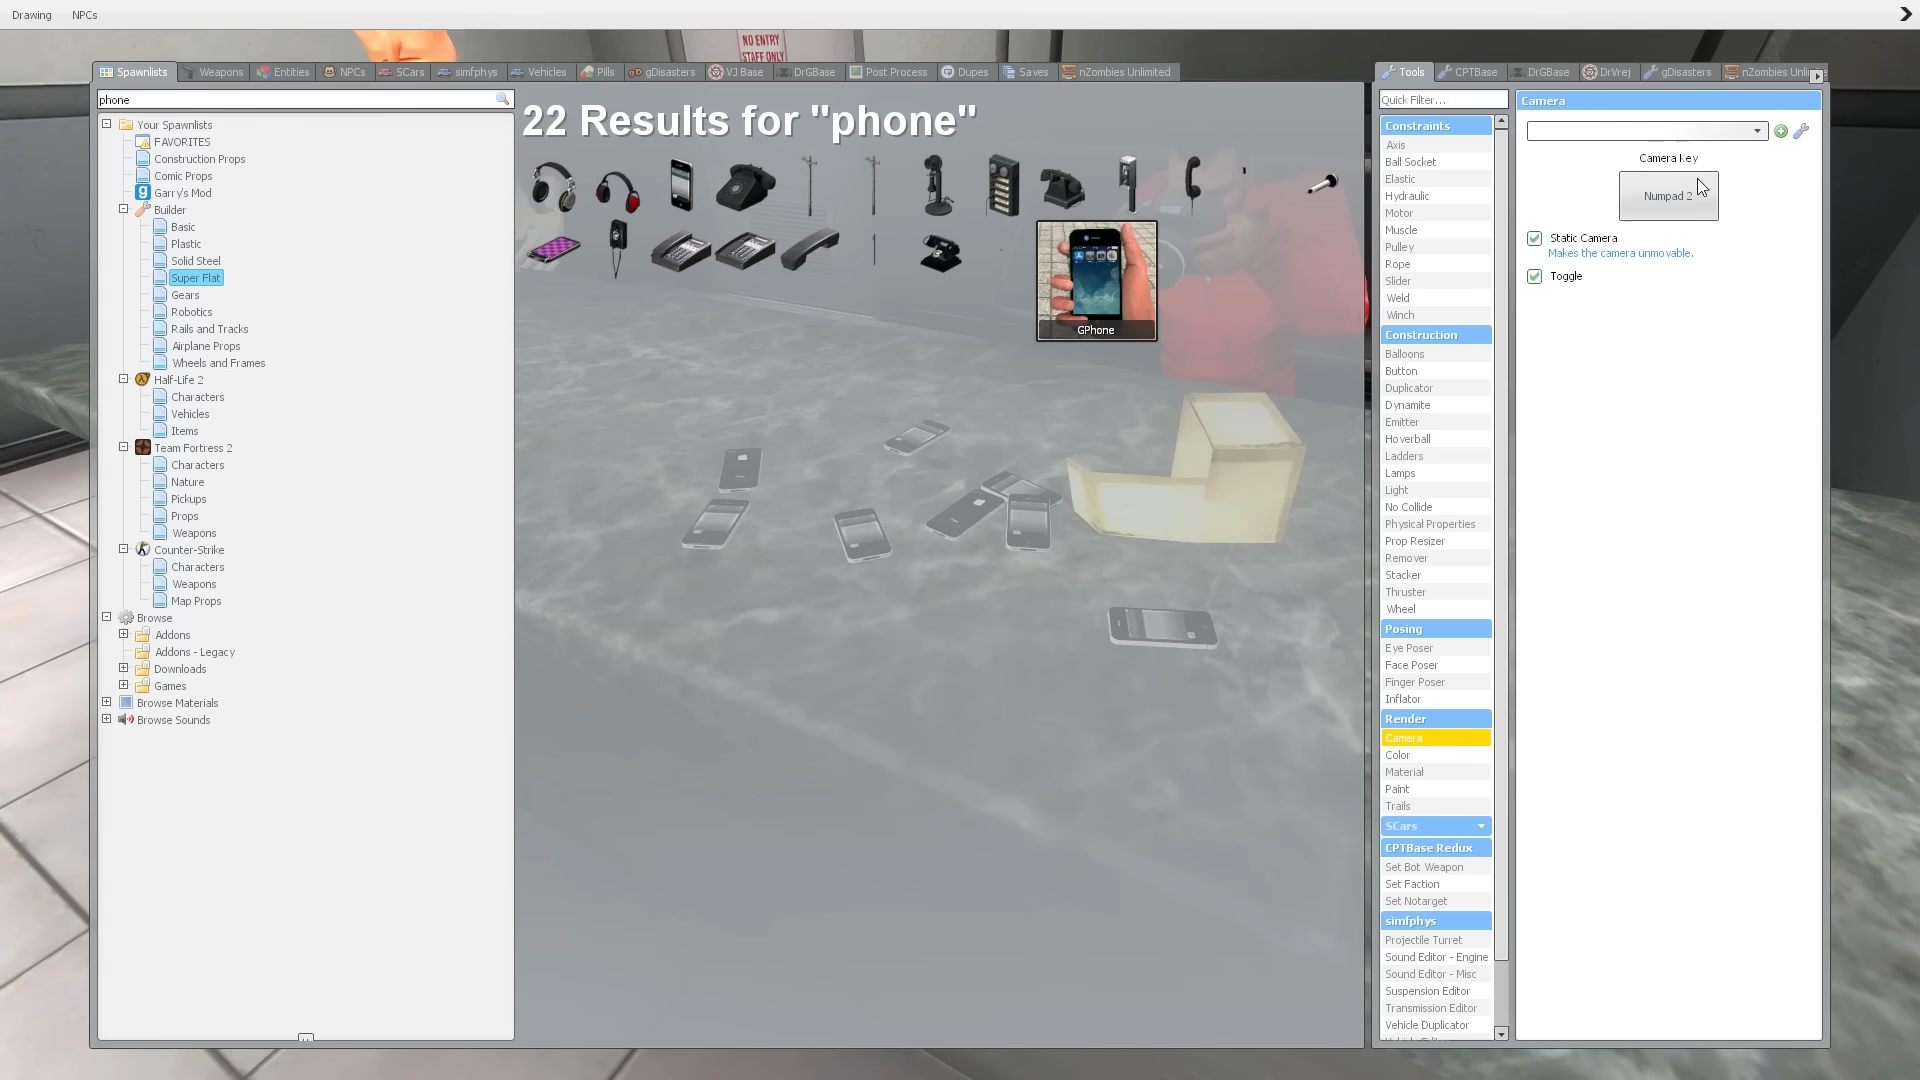 Drawing NPCs
NO ENTRY
STAFF ONLY
Spawnlists Weapons Entities NPCs SCars simfphys Vehicles Pills gDisasters VJ Base DrGBase Post Process Dupes Saves nZombies Unlimited
Tools CPTBase DrGBase DrVrej gDisasters
phone
22 Results for "phone"
Your Spawnlists
FAVORITES
Construction Props
Comic Props
Garry's Mod
Builder
Basic
Plastic
Solid Steel
Super Flat
Gears
Robotics
Rails and Tracks
Airplane Props
Wheels and Frames
Half-Life 2
Characters
Vehicles
Items
Team Fortress 2
Characters
Nature
Pickups
Props
Weapons
Counter-Strike
Characters
Weapons
Map Props
Browse
Addons
Addons - Legacy
Downloads
Games
Browse Materials
Browse Sounds
GPhone
Quick Filter...
Constraints
Axis
Ball Socket
Elastic
Hydraulic
Motor
Muscle
Pulley
Rope
Slider
Weld
Winch
Construction
Balloons
Button
Duplicator
Dynamite
Emitter
Hoverball
Ladders
Lamps
Light
No Collide
Physical Properties
Prop Resizer
Remover
Stacker
Thruster
Wheel
Posing
Eye Poser
Face Poser
Finger Poser
Inflator
Render
Camera
Color
Material
Paint
Trails
SCars
CPTBase Redux
Set Bot Weapon
Set Faction
Set Notarget
simfphys
Projectile Turret
Sound Editor - Engine
Sound Editor - Misc
Suspension Editor
Transmission Editor
Vehicle Duplicator
Camera
Camera Key
Numpad 2
Static Camera
Makes the camera unmovable.
Toggle